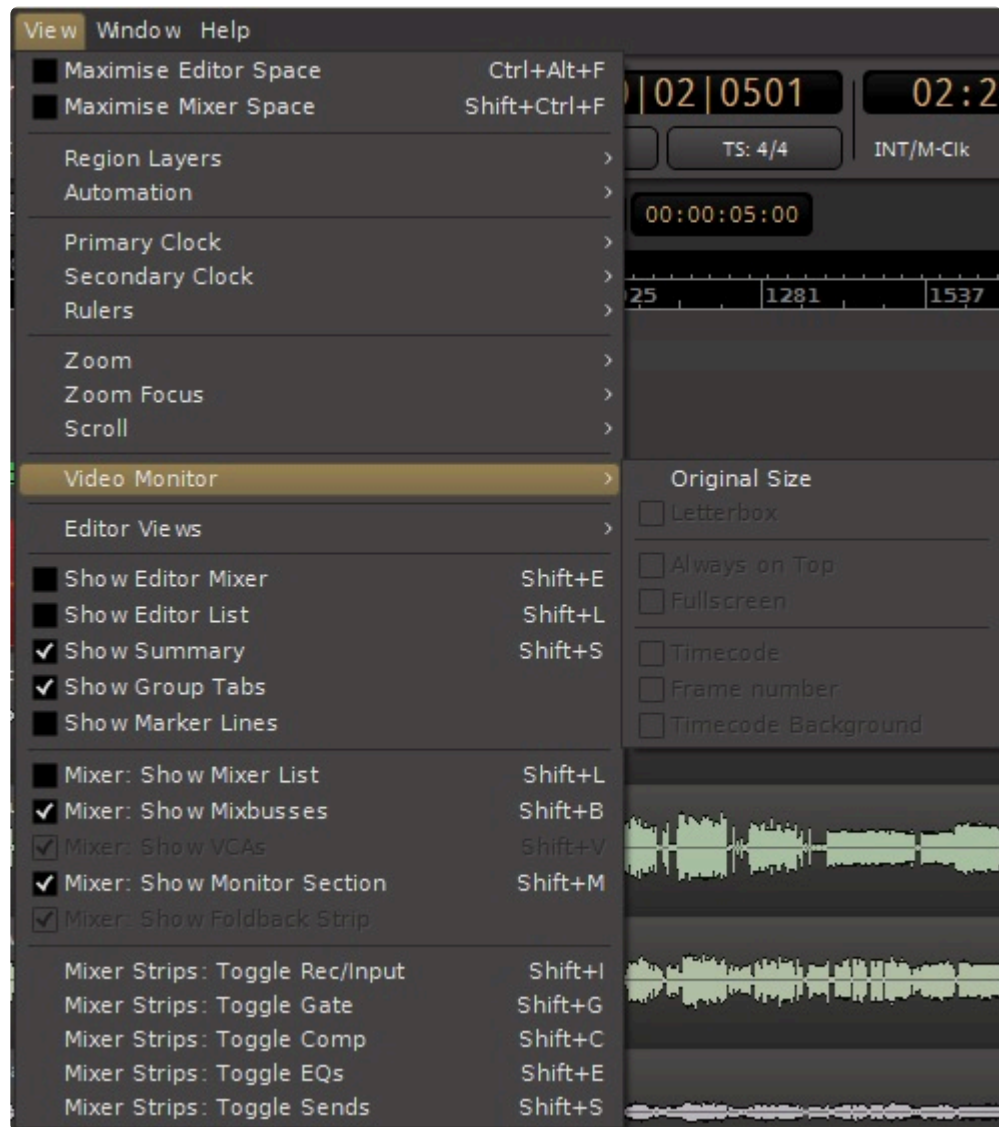 View Window Help
Maximise Editor Space Ctrl+Alt+F
Maximise Mixer Space Shift+Ctrl+F
|02|0501 02:2
Region Layers
TS: 4/4 INT/M-Clk
Automation
00:00:05:00
Primary Clock
Secondary Clock
Rulers
25 1281 1537
Zoom
Zoom Focus
Scroll
Video Monitor
Editor Views
Original Size
Letterbox
Always on Top
Fullscreen
Timecode
Frame number
Timecode Background
Show Editor Mixer Shift+E
Show Editor List Shift+L
Show Summary Shift+S
Show Group Tabs
Show Marker Lines
Mixer: Show Mixer List Shift+L
Mixer: Show Mixbusses Shift+B
Mixer: Show VCAs Shift+V
Mixer: Show Monitor Section Shift+M
Mixer: Show Foldback Strip
Mixer Strips: Toggle Rec/Input Shift+I
Mixer Strips: Toggle Gate Shift+G
Mixer Strips: Toggle Comp Shift+C
Mixer Strips: Toggle EQs Shift+E
Mixer Strips: Toggle Sends Shift+S